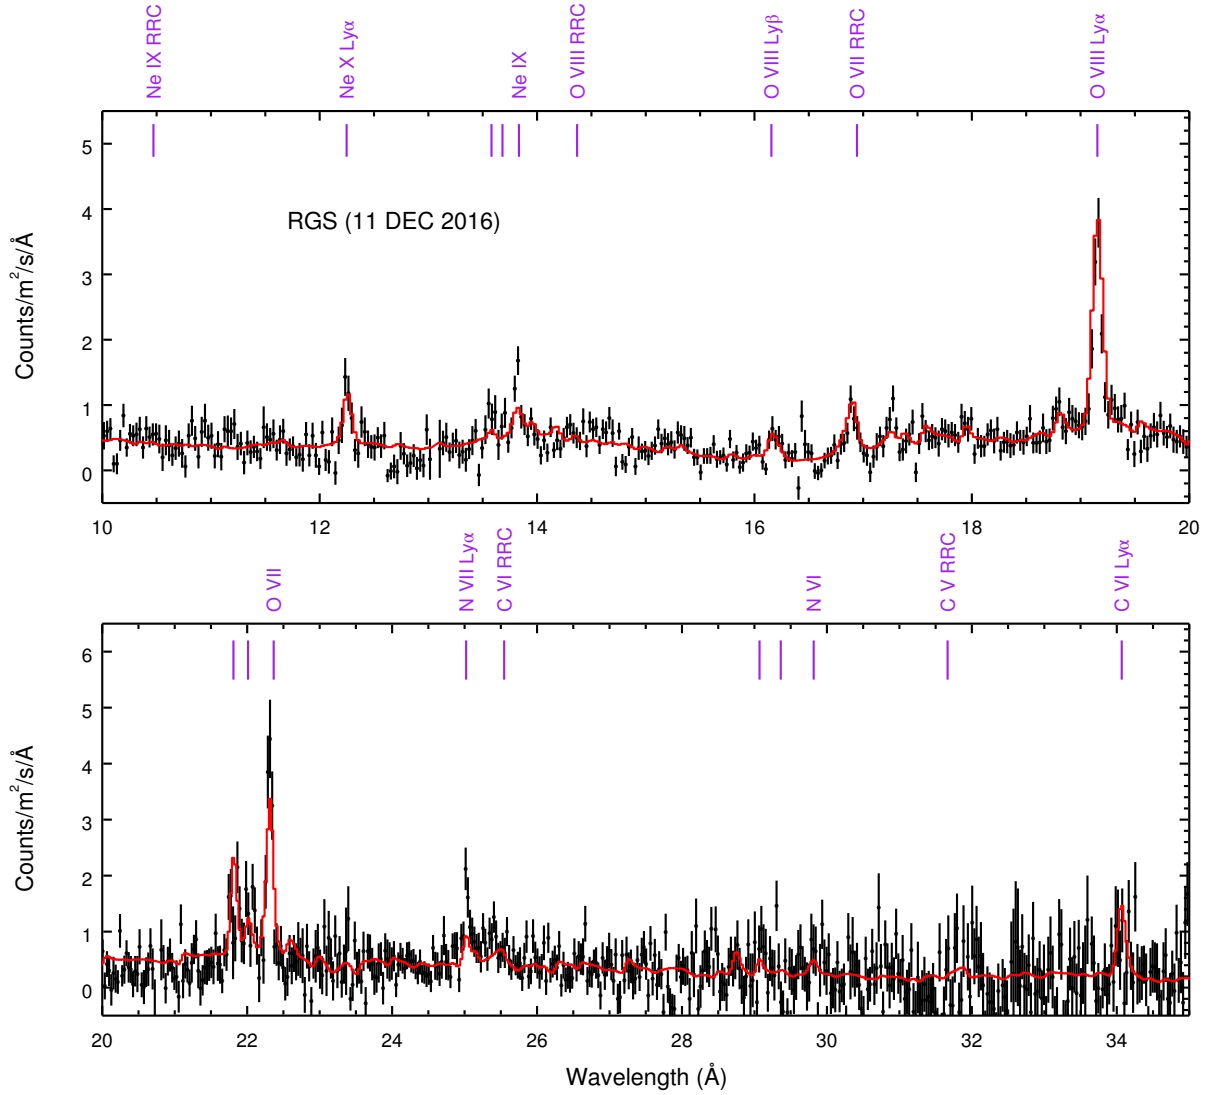 Ne IX RRC
Ne X Lyα
Ne IX
O VIII RRC
O VIII Lyβ
O VII RRC
O VIII Lyα
Counts/m²/s/Å
5
4
3
2
1
0
RGS (11 DEC 2016)
10
12
14
16
18
20
O VII
N VII Lyα
C VI RRC
N VI
C V RRC
C VI Lyα
Counts/m²/s/Å
6
5
4
3
2
1
0
20
22
24
26
28
30
32
34
Wavelength (Å)